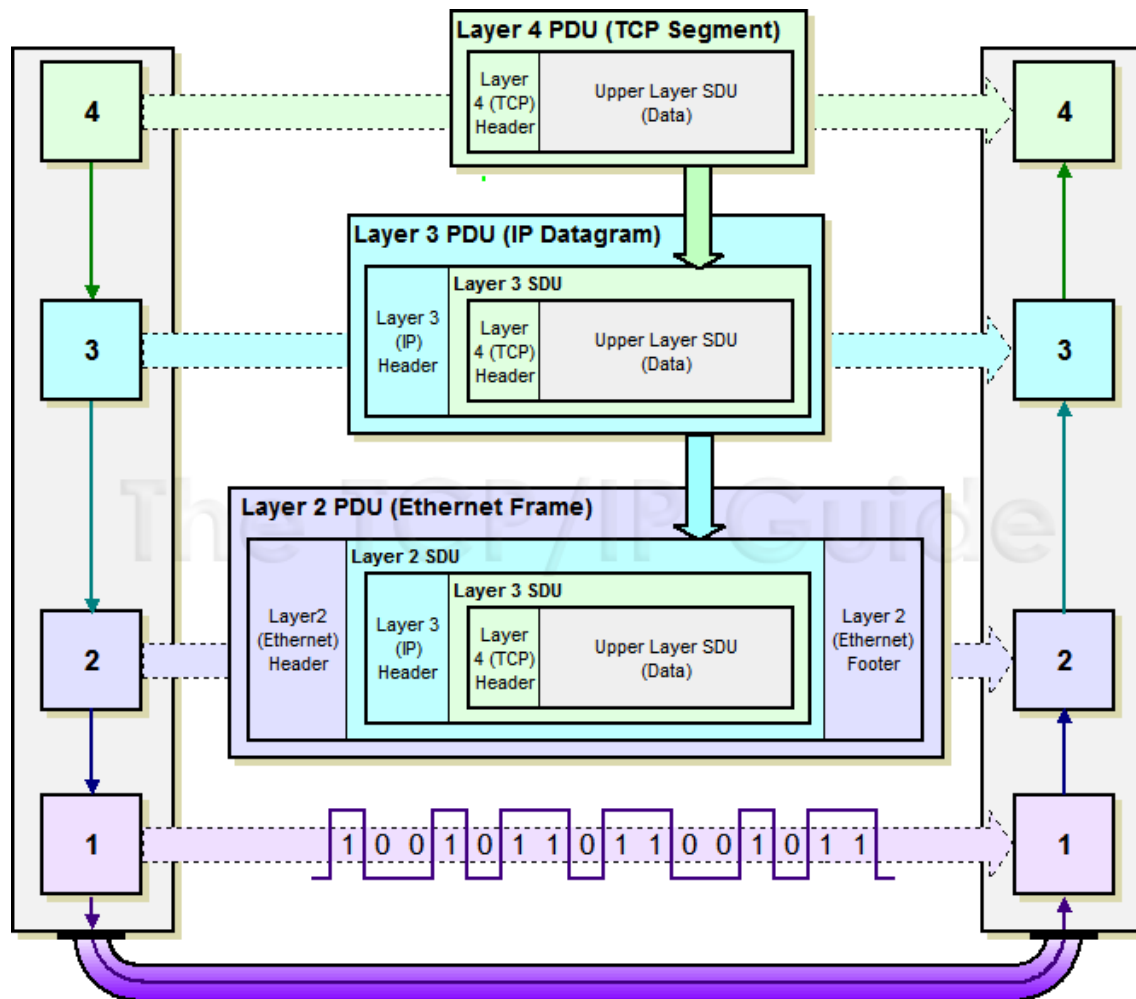 Layer 4 PDU (TCP Segment)
Layer
4 (TCP)
Header
Upper Layer SDU
(Data)
4
4
Layer 3 PDU (IP Datagram)
Layer 3 SDU
Layer 3
(IP)
Header
Layer
4 (TCP)
Header
Upper Layer SDU
(Data)
3
3
The TCP/IP Guide
Layer 2 PDU (Ethernet Frame)
Layer 2 SDU
Layer 3 SDU
Layer2
(Ethernet)
Header
Layer 3
(IP)
Header
Layer
4 (TCP)
Header
Upper Layer SDU
(Data)
Layer 2
(Ethernet)
Footer
2
2
1
1 0 0 1 0 1 1 0 1 1 0 0 1 0 1 1
1